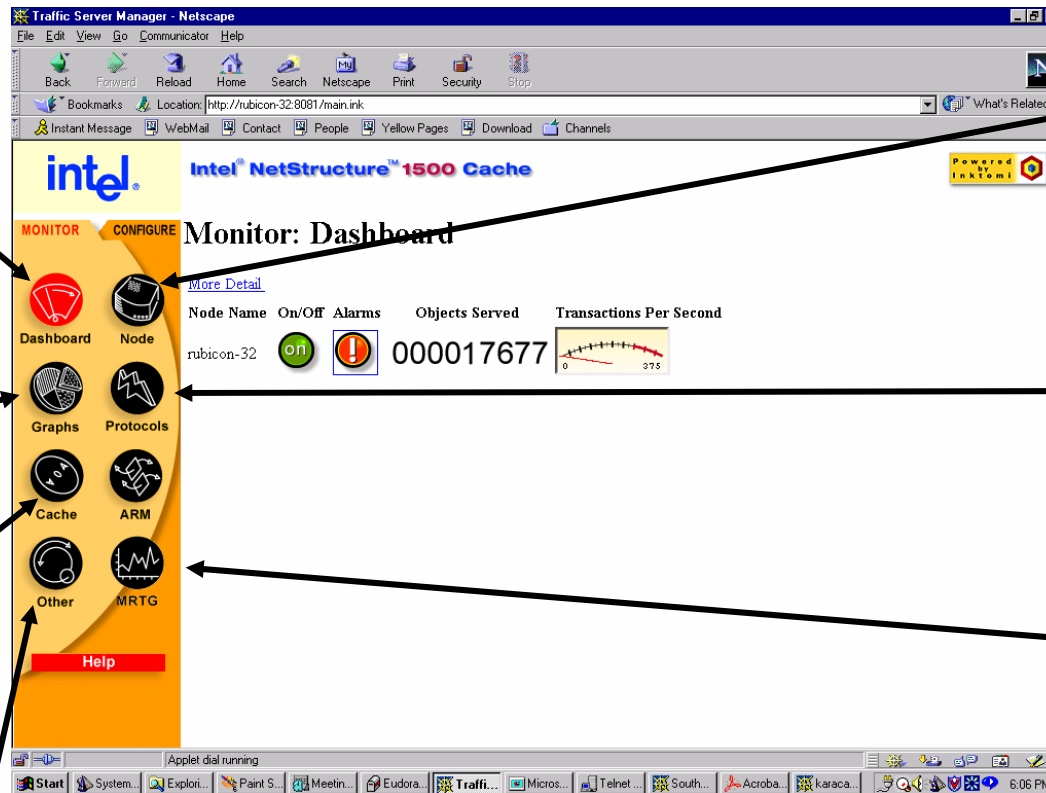 Traffic Server Manager - Netscape
File Edit View Go Communicator Help
My
Back Forward Reload Home Search Netscape Print Security Stop
Bookmarks Location: http://rubicon-32:8081/main.ink What's Related
Instant Message WebMail Contact People Yellow Pages Download Channels
intel.
Intel® NetStructure™ 1500 Cache
Powered by Inktomi
MONITOR CONFIGURE
Monitor: Dashboard
More Detail
Node Name On/Off Alarms Objects Served Transactions Per Second
rubicon-32 on 000017677 0 375
Dashboard Node
Graphs Protocols
Cache ARM
Other MRTG
Help
Applet dial running
Start System... Explori... Paint S... Meetin... Eudora... Traffi... Micros... Telnet ... South... Acroba... karaca... 6:06 PM